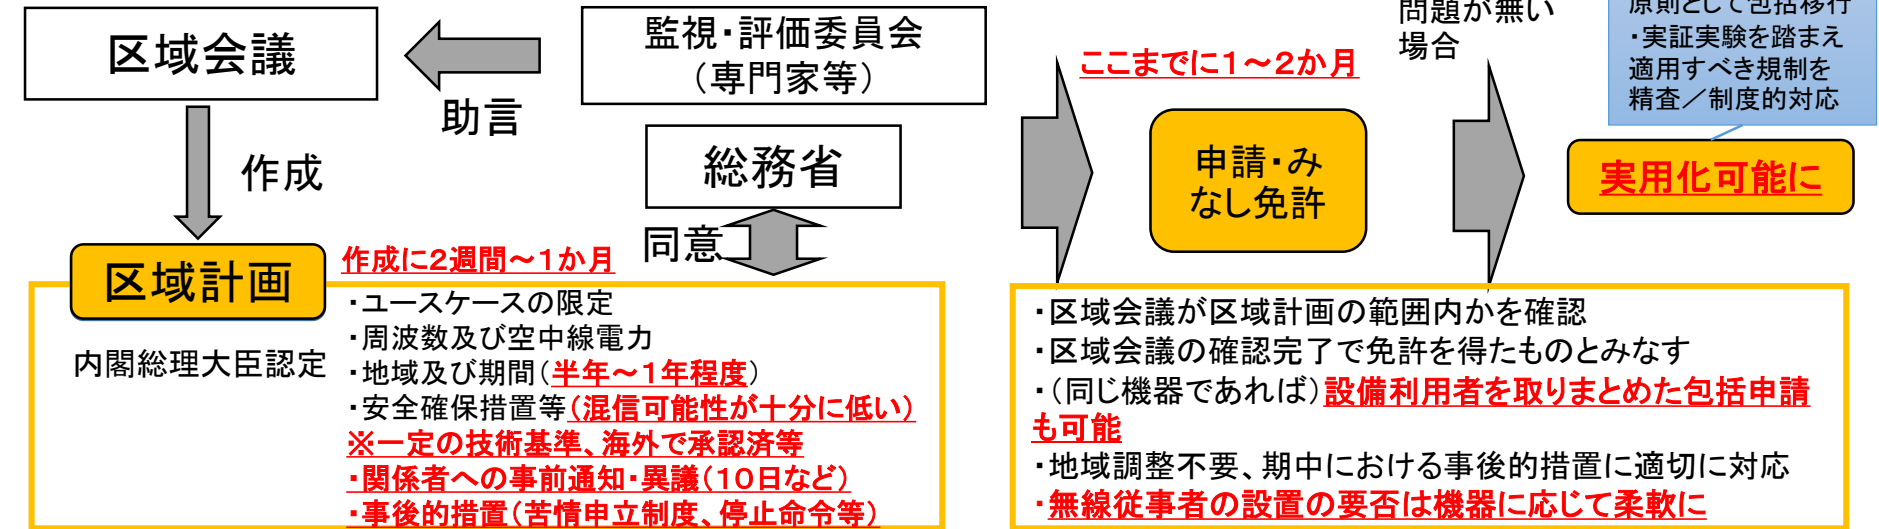 区域会議
助言
監視・評価委員会
（専門家等）
作成
総務省
同意
区域計画
作成に２週間～１か月
内閣総理大臣認定
・ユースケースの限定
・周波数及び空中線電力
・地域及び期間（半年～１年程度）
・安全確保措置等（混信可能性が十分に低い）
※一定の技術基準、海外で承認済等
・関係者への事前通知・異議（１０日など）
・事後的措置（苦情申立制度、停止命令等）
ここまでに１～２か月
申請・み
なし免許
問題が無い
場合
原則として包括移行
・実証実験を踏まえ
適用すべき規制を
精査／制度的対応
実用化可能に
・区域会議が区域計画の範囲内かを確認
・区域会議の確認完了で免許を得たものとみなす
・（同じ機器であれば）設備利用者を取りまとめた包括申請
も可能
・地域調整不要、期中における事後的措置に適切に対応
・無線従事者の設置の要否は機器に応じて柔軟に